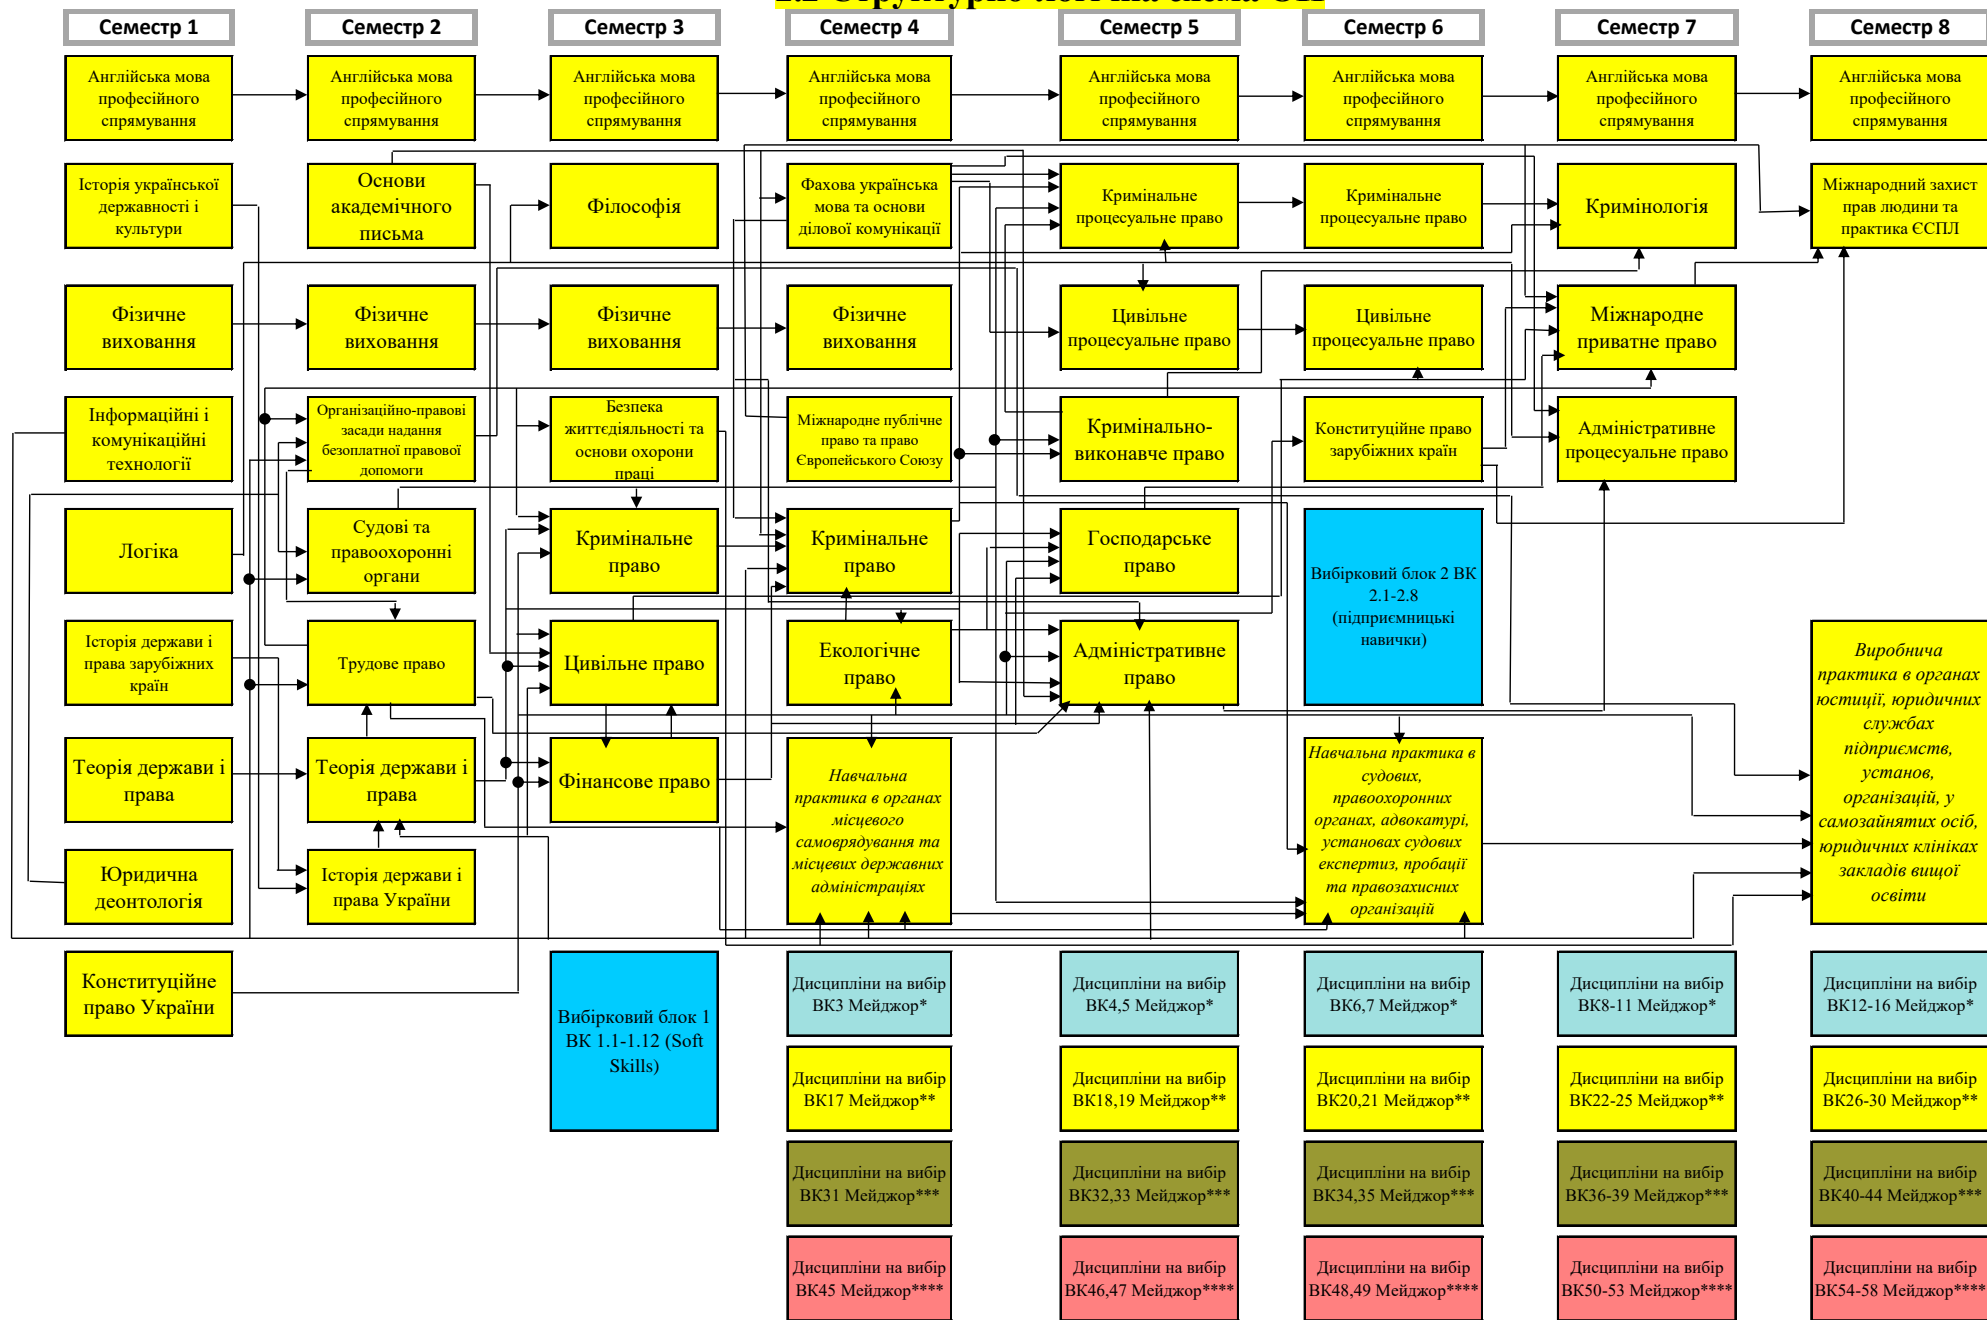 2.2 Структурно-логічна схема ОП
Семестр 1
Семестр 2
Семестр 3
Семестр 4
Семестр 5
Семестр 6
Семестр 7
Семестр 8
Англійська мова
професійного
спрямування
Англійська мова
професійного
спрямування
Англійська мова
професійного
спрямування
Англійська мова
професійного
спрямування
Англійська мова
професійного
спрямування
Англійська мова
професійного
спрямування
Англійська мова
професійного
спрямування
Англійська мова
професійного
спрямування
Історія української
державності і
культури
Основи
академічного
письма
Філософія
Фахова українська
мова та основи
ділової комунікації
Кримінальне
процесуальне право
Кримінальне
процесуальне право
Кримінологія
Міжнародний захист
прав людини та
практика ЄСПЛ
Фізичне
виховання
Фізичне
виховання
Фізичне
виховання
Фізичне
виховання
Цивільне
процесуальне право
Цивільне
процесуальне право
Міжнародне
приватне право
Інформаційні і
комунікаційні
технології
Організаційно-правові
засади надання
безоплатної правової
допомоги
Безпека
життєдіяльності та
основи охорони
праці
Міжнародне публічне
право та право
Європейського Союзу
Кримінально-
виконавче право
Конституційне право
зарубіжних країн
Адміністративне
процесуальне право
Логіка
Судові та
правоохоронні
органи
Кримінальне
право
Кримінальне
право
Господарське
право
Вибірковий блок 2 ВК
2.1-2.8
(підприємницькі
навички)
Історія держави і
права зарубіжних
країн
Трудове право
Цивільне право
Екологічне
право
Адміністративне
право
Виробнича
практика в органах
юстиції, юридичних
службах
підприємств,
установ,
організацій, у
самозайнятих осіб,
юридичних клініках
закладів вищої
освіти
Теорія держави і
права
Теорія держави і
права
Фінансове право
Навчальна
практика в органах
місцевого
самоврядування та
місцевих державних
адміністраціях
Навчальна практика в
судових,
правоохоронних
органах, адвокатурі,
установах судових
експертиз, пробації
та правозахисних
організацій
Юридична
деонтологія
Історія держави і
права України
Конституційне
право України
Вибірковий блок 1
ВК 1.1-1.12 (Soft
Skills)
Дисципліни на вибір
ВК3 Мейджор*
Дисципліни на вибір
ВК4,5 Мейджор*
Дисципліни на вибір
ВК6,7 Мейджор*
Дисципліни на вибір
ВК8-11 Мейджор*
Дисципліни на вибір
ВК12-16 Мейджор*
Дисципліни на вибір
ВК17 Мейджор**
Дисципліни на вибір
ВК18,19 Мейджор**
Дисципліни на вибір
ВК20,21 Мейджор**
Дисципліни на вибір
ВК22-25 Мейджор**
Дисципліни на вибір
ВК26-30 Мейджор**
Дисципліни на вибір
ВК31 Мейджор***
Дисципліни на вибір
ВК32,33 Мейджор***
Дисципліни на вибір
ВК34,35 Мейджор***
Дисципліни на вибір
ВК36-39 Мейджор***
Дисципліни на вибір
ВК40-44 Мейджор***
Дисципліни на вибір
ВК45 Мейджор****
Дисципліни на вибір
ВК46,47 Мейджор****
Дисципліни на вибір
ВК48,49 Мейджор****
Дисципліни на вибір
ВК50-53 Мейджор****
Дисципліни на вибір
ВК54-58 Мейджор****